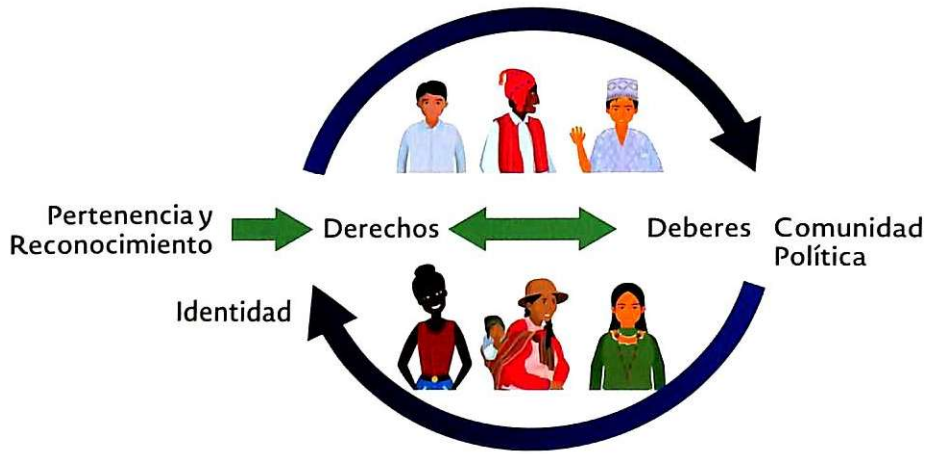 Pertenencia y
Reconocimiento
Derechos
Deberes
Comunidad
Política
Identidad